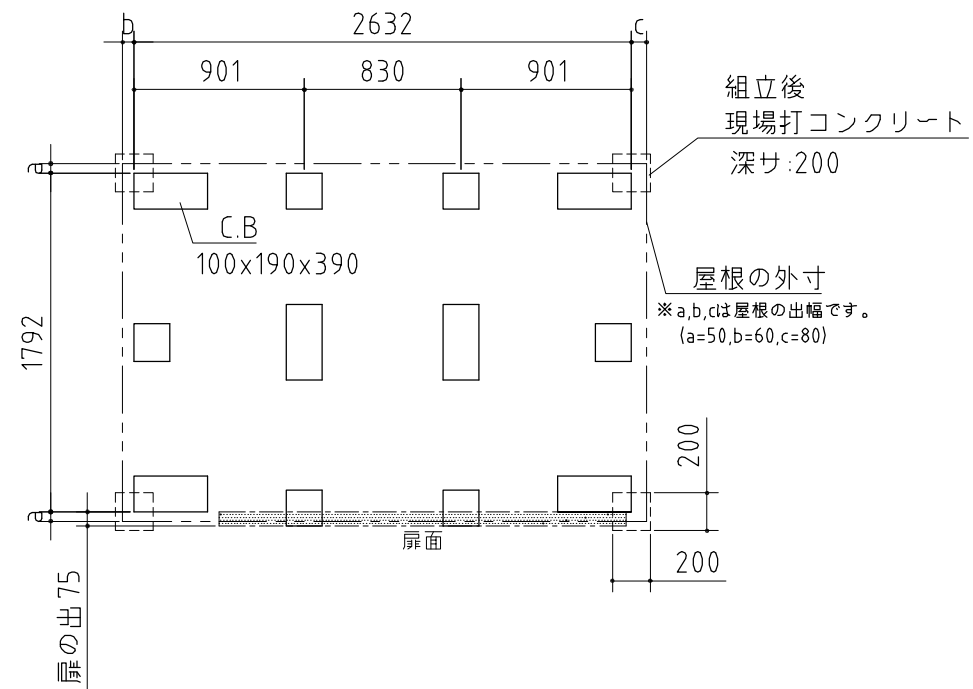 b
2632
c
901
830
901
組立後
現場打コンクリート
深サ:200
a
C.B
100x190x390
屋根の外寸
※a,b,cは屋根の出幅です。
(a=50,b=60,c=80)
1792
200
a
扉面
200
扉の出75